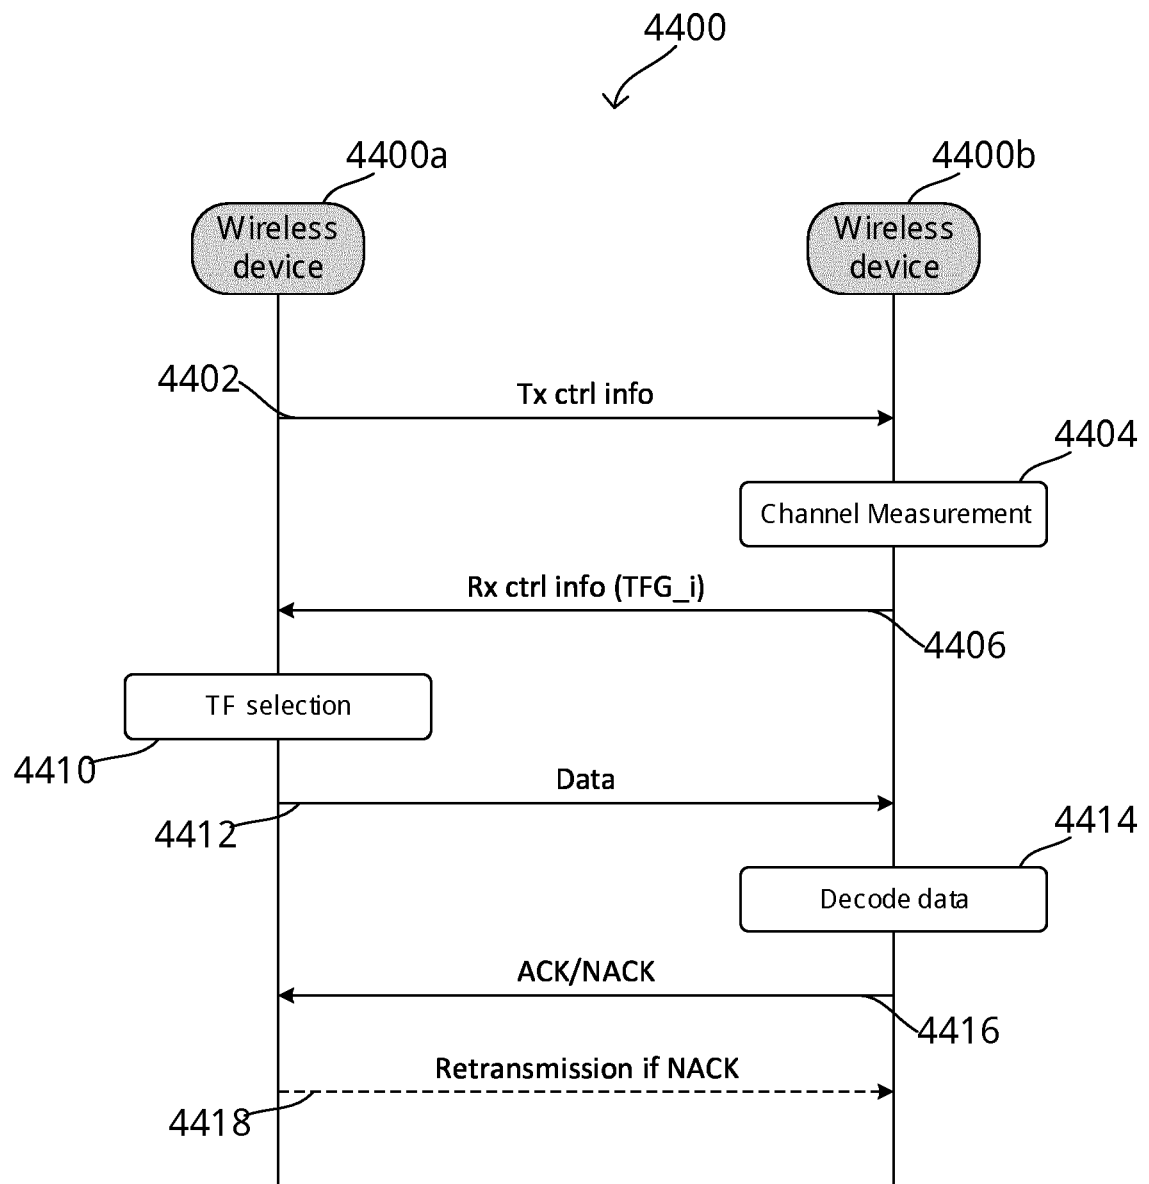 4400
4400a
4400b
Wireless
device
Wireless
device
4402
Tx ctrl info
4404
Channel Measurement
Rx ctrl info (TFG_i)
4406
TF selection
4410
Data
4412
4414
Decode data
ACK/NACK
4416
Retransmission if NACK
4418